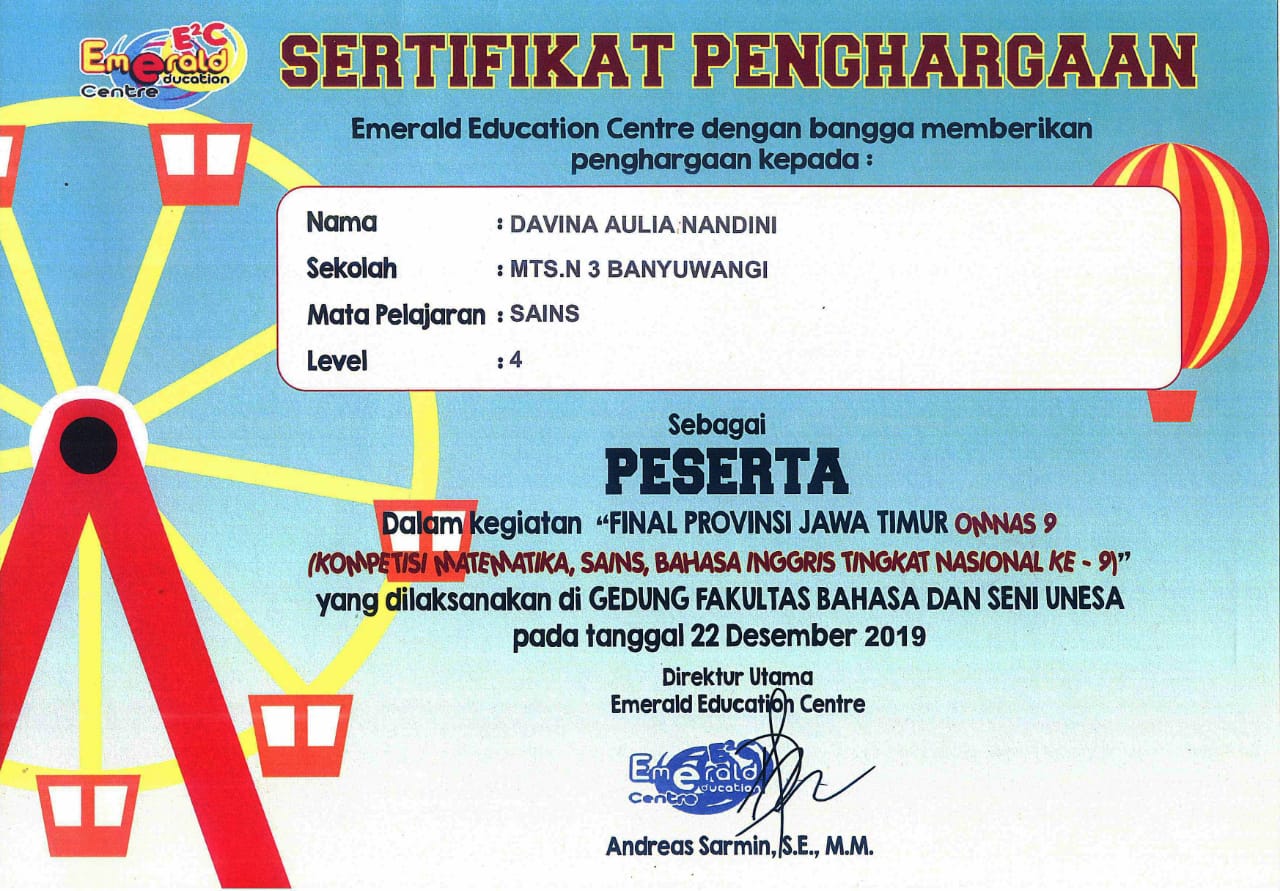 E²C
Emerald
Education
Centre
SERTIFIKAT PENGHARGAAN
Emerald Education Centre dengan bangga memberikan
penghargaan kepada :
Nama : DAVINA AULIA NANDINI
Sekolah : MTS.N 3 BANYUWANGI
Mata Pelajaran : SAINS
Level : 4
Sebagai
PESERTA
Dalam kegiatan “FINAL PROVINSI JAWA TIMUR OMNAS 9
(KOMPETISI MATEMATIKA, SAINS, BAHASA INGGRIS TINGKAT NASIONAL KE - 9)”
yang dilaksanakan di GEDUNG FAKULTAS BAHASA DAN SENI UNESA
pada tanggal 22 Desember 2019
Direktur Utama
Emerald Education Centre
E²C
Emerald
Education
Centre
Andreas Sarmin, S.E., M.M.